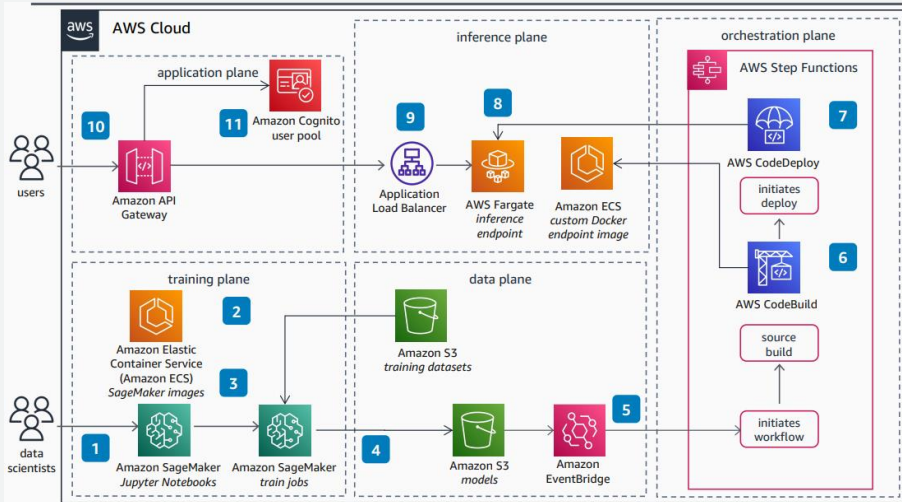 aws
AWS Cloud
application plane
10
11
Amazon Cognito
user pool
users
Amazon API
Gateway
inference plane
9
8
Application
Load Balancer
AWS Fargate
inference
endpoint
Amazon ECS
custom Docker
endpoint image
orchestration plane
AWS Step Functions
7
AWS CodeDeploy
initiates
deploy
6
AWS CodeBuild
source
build
initiates
workflow
training plane
2
Amazon Elastic
Container Service
(Amazon ECS)
SageMaker images
3
data
scientists
1
Amazon SageMaker
Jupyter Notebooks
Amazon SageMaker
train jobs
data plane
Amazon S3
training datasets
4
Amazon S3
models
5
Amazon
EventBridge